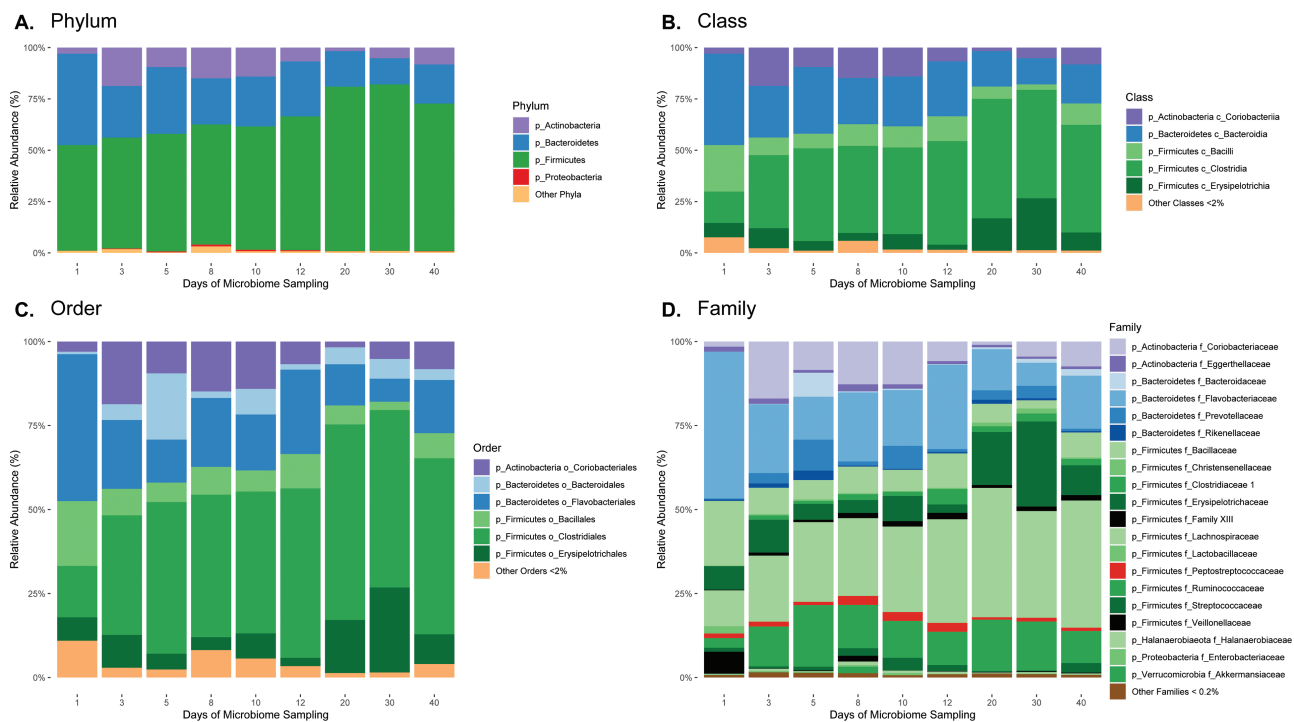 A. Phylum
100%
75%
50%
25%
0%
Relative Abundance (%)
1 3 5 8 10 12 20 30 40
Days of Microbiome Sampling
Phylum
p_Actinobacteria
p_Bacteroidetes
p_Firmicutes
p_Proteobacteria
Other Phyla
B. Class
100%
75%
50%
25%
0%
Relative Abundance (%)
1 3 5 8 10 12 20 30 40
Days of Microbiome Sampling
Class
p_Actinobacteria c_Coriobacteriia
p_Bacteroidetes c_Bacteroidia
p_Firmicutes c_Bacilli
p_Firmicutes c_Clostridia
p_Firmicutes c_Erysipelotrichia
Other Classes <2%
C. Order
100%
75%
50%
25%
0%
Relative Abundance (%)
1 3 5 8 10 12 20 30 40
Days of Microbiome Sampling
Order
p_Actinobacteria o_Coriobacteriales
p_Bacteroidetes o_Bacteroidales
p_Bacteroidetes o_Flavobacteriales
p_Firmicutes o_Bacillales
p_Firmicutes o_Clostridiales
p_Firmicutes o_Erysipelotrichales
Other Orders <2%
D. Family
100%
75%
50%
25%
0%
Relative Abundance (%)
1 3 5 8 10 12 20 30 40
Days of Microbiome Sampling
Family
p_Actinobacteria f_Coriobacteriaceae
p_Actinobacteria f_Eggerthellaceae
p_Bacteroidetes f_Bacteroidaceae
p_Bacteroidetes f_Flavobacteriaceae
p_Bacteroidetes f_Prevotellaceae
p_Bacteroidetes f_Rikenellaceae
p_Firmicutes f_Bacillaceae
p_Firmicutes f_Christensenellaceae
p_Firmicutes f_Clostridiaceae 1
p_Firmicutes f_Erysipelotrichaceae
p_Firmicutes f_Family XIII
p_Firmicutes f_Lachnospiraceae
p_Firmicutes f_Lactobacillaceae
p_Firmicutes f_Peptostreptococcaceae
p_Firmicutes f_Ruminococcaceae
p_Firmicutes f_Streptococcaceae
p_Firmicutes f_Veillonellaceae
p_Halanaerobiaeota f_Halanaerobiaceae
p_Proteobacteria f_Enterobacteriaceae
p_Verrucomicrobia f_Akkermansiaceae
Other Families < 0.2%